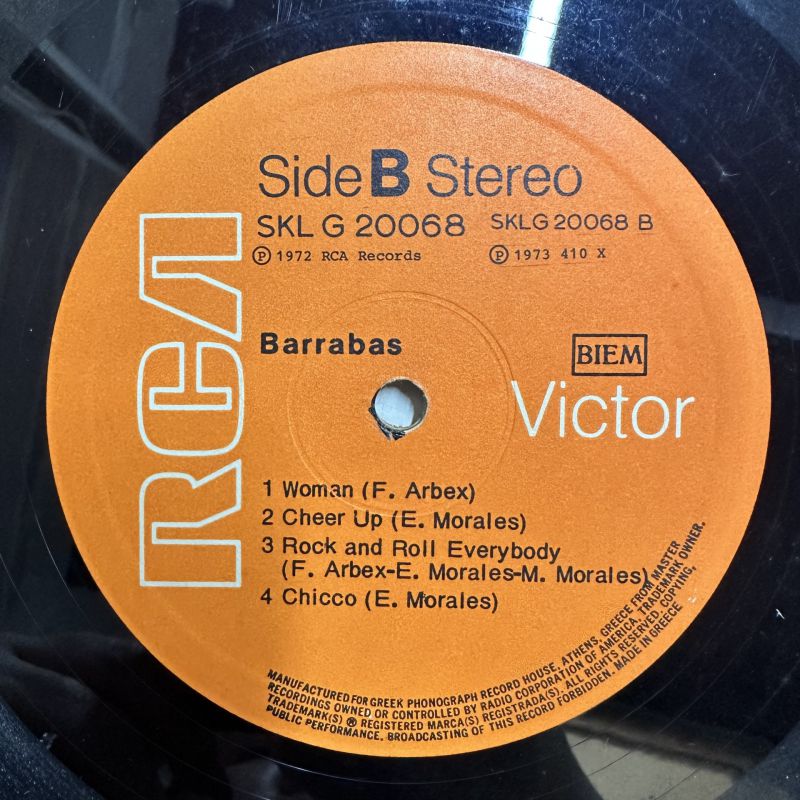 Side B Stereo
SKL G 20068 SKLG 20068 B
℗ 1972 RCA Records ℗ 1973 410 X
RCA
Barrabas
BIEM
Victor
1 Woman (F. Arbex)
2 Cheer Up (E. Morales)
3 Rock and Roll Everybody
(F. Arbex-E. Morales-M. Morales)
4 Chicco (E. Morales)
MANUFACTURED FOR GREEK PHONOGRAPH RECORD HOUSE, ATHENS, GREECE FROM MASTER
RECORDINGS OWNED OR CONTROLLED BY RADIO CORPORATION OF AMERICA, TRADEMARK OWNER.
TRADEMARK(S) ® REGISTERED MARCA(S) REGISTRADA(S). ALL RIGHTS RESERVED. COPYING,
PUBLIC PERFORMANCE, BROADCASTING OF THIS RECORD FORBIDDEN. MADE IN GREECE